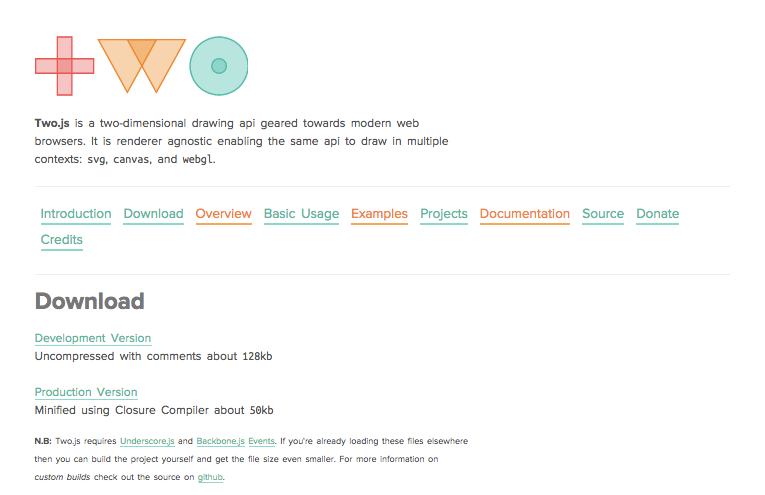 Two.js is a two-dimensional drawing api geared towards modern web
browsers. It is renderer agnostic enabling the same api to draw in multiple
contexts: svg, canvas, and webgl.
Introduction Download Overview Basic Usage Examples Projects Documentation Source Donate
Credits
Download
Development Version
Uncompressed with comments about 128kb
Production Version
Minified using Closure Compiler about 50kb
N.B: Two.js requires Underscore.js and Backbone.js Events. If you're already loading these files elsewhere
then you can build the project yourself and get the file size even smaller. For more information on
custom builds check out the source on github.